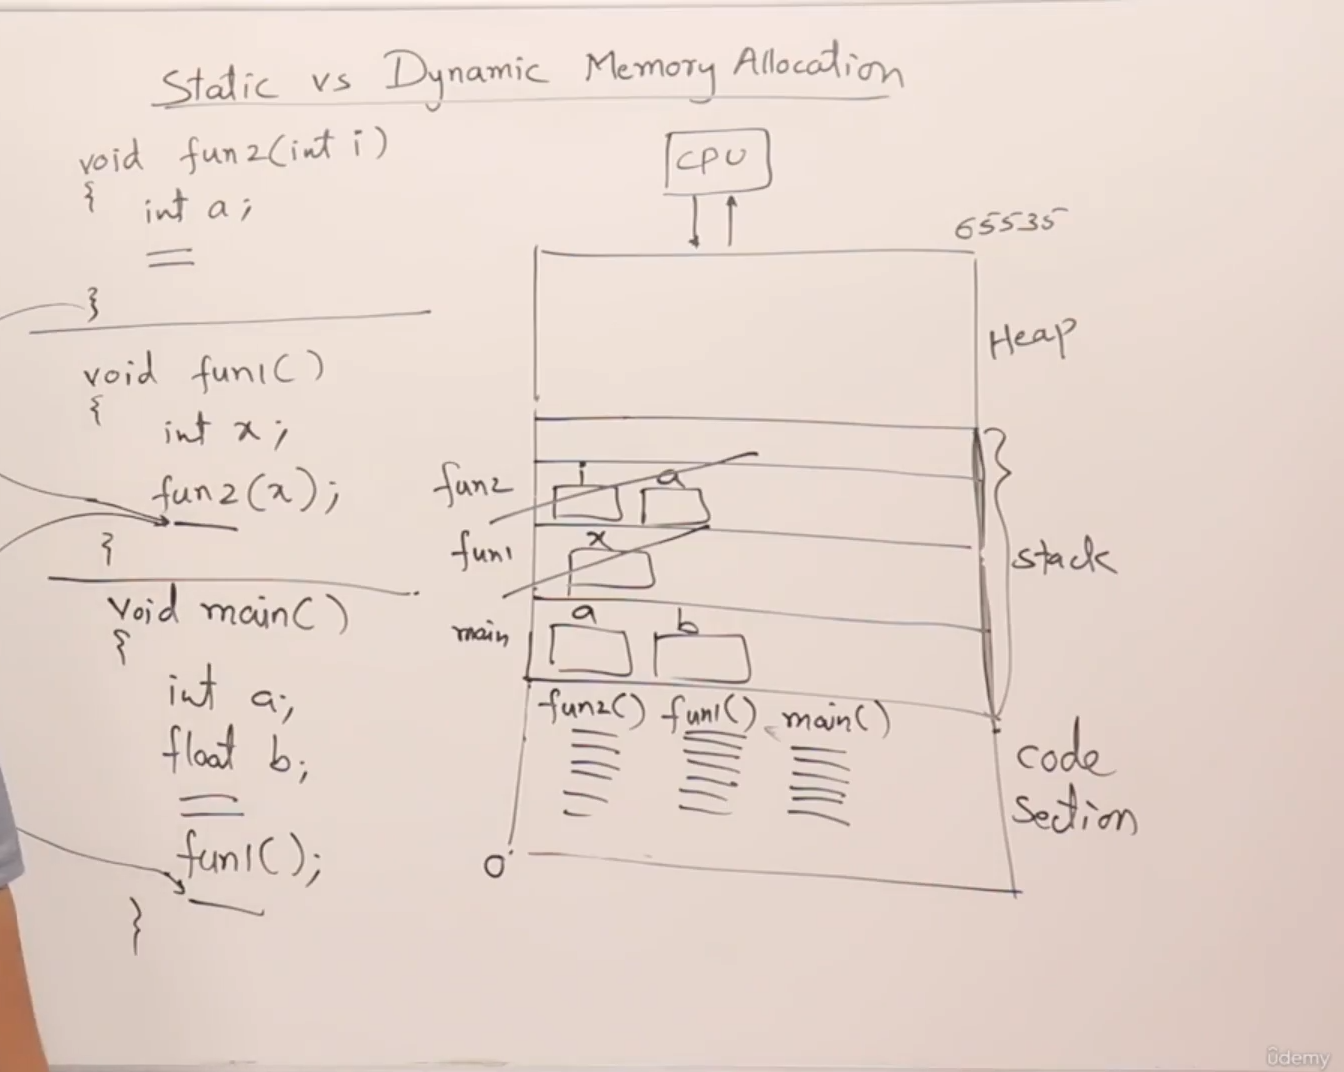 Static vs Dynamic Memory Allocation
void fun2(int i)
{
int a;
}
void fun1()
{
int x;
fun2(x);
}
void main()
{
int a;
float b;
fun1();
}
CPU
65535
Heap
fun2 i a
fun1 x
stack
main a b
fun2() fun1() main()
code
Section
0
ûdemy